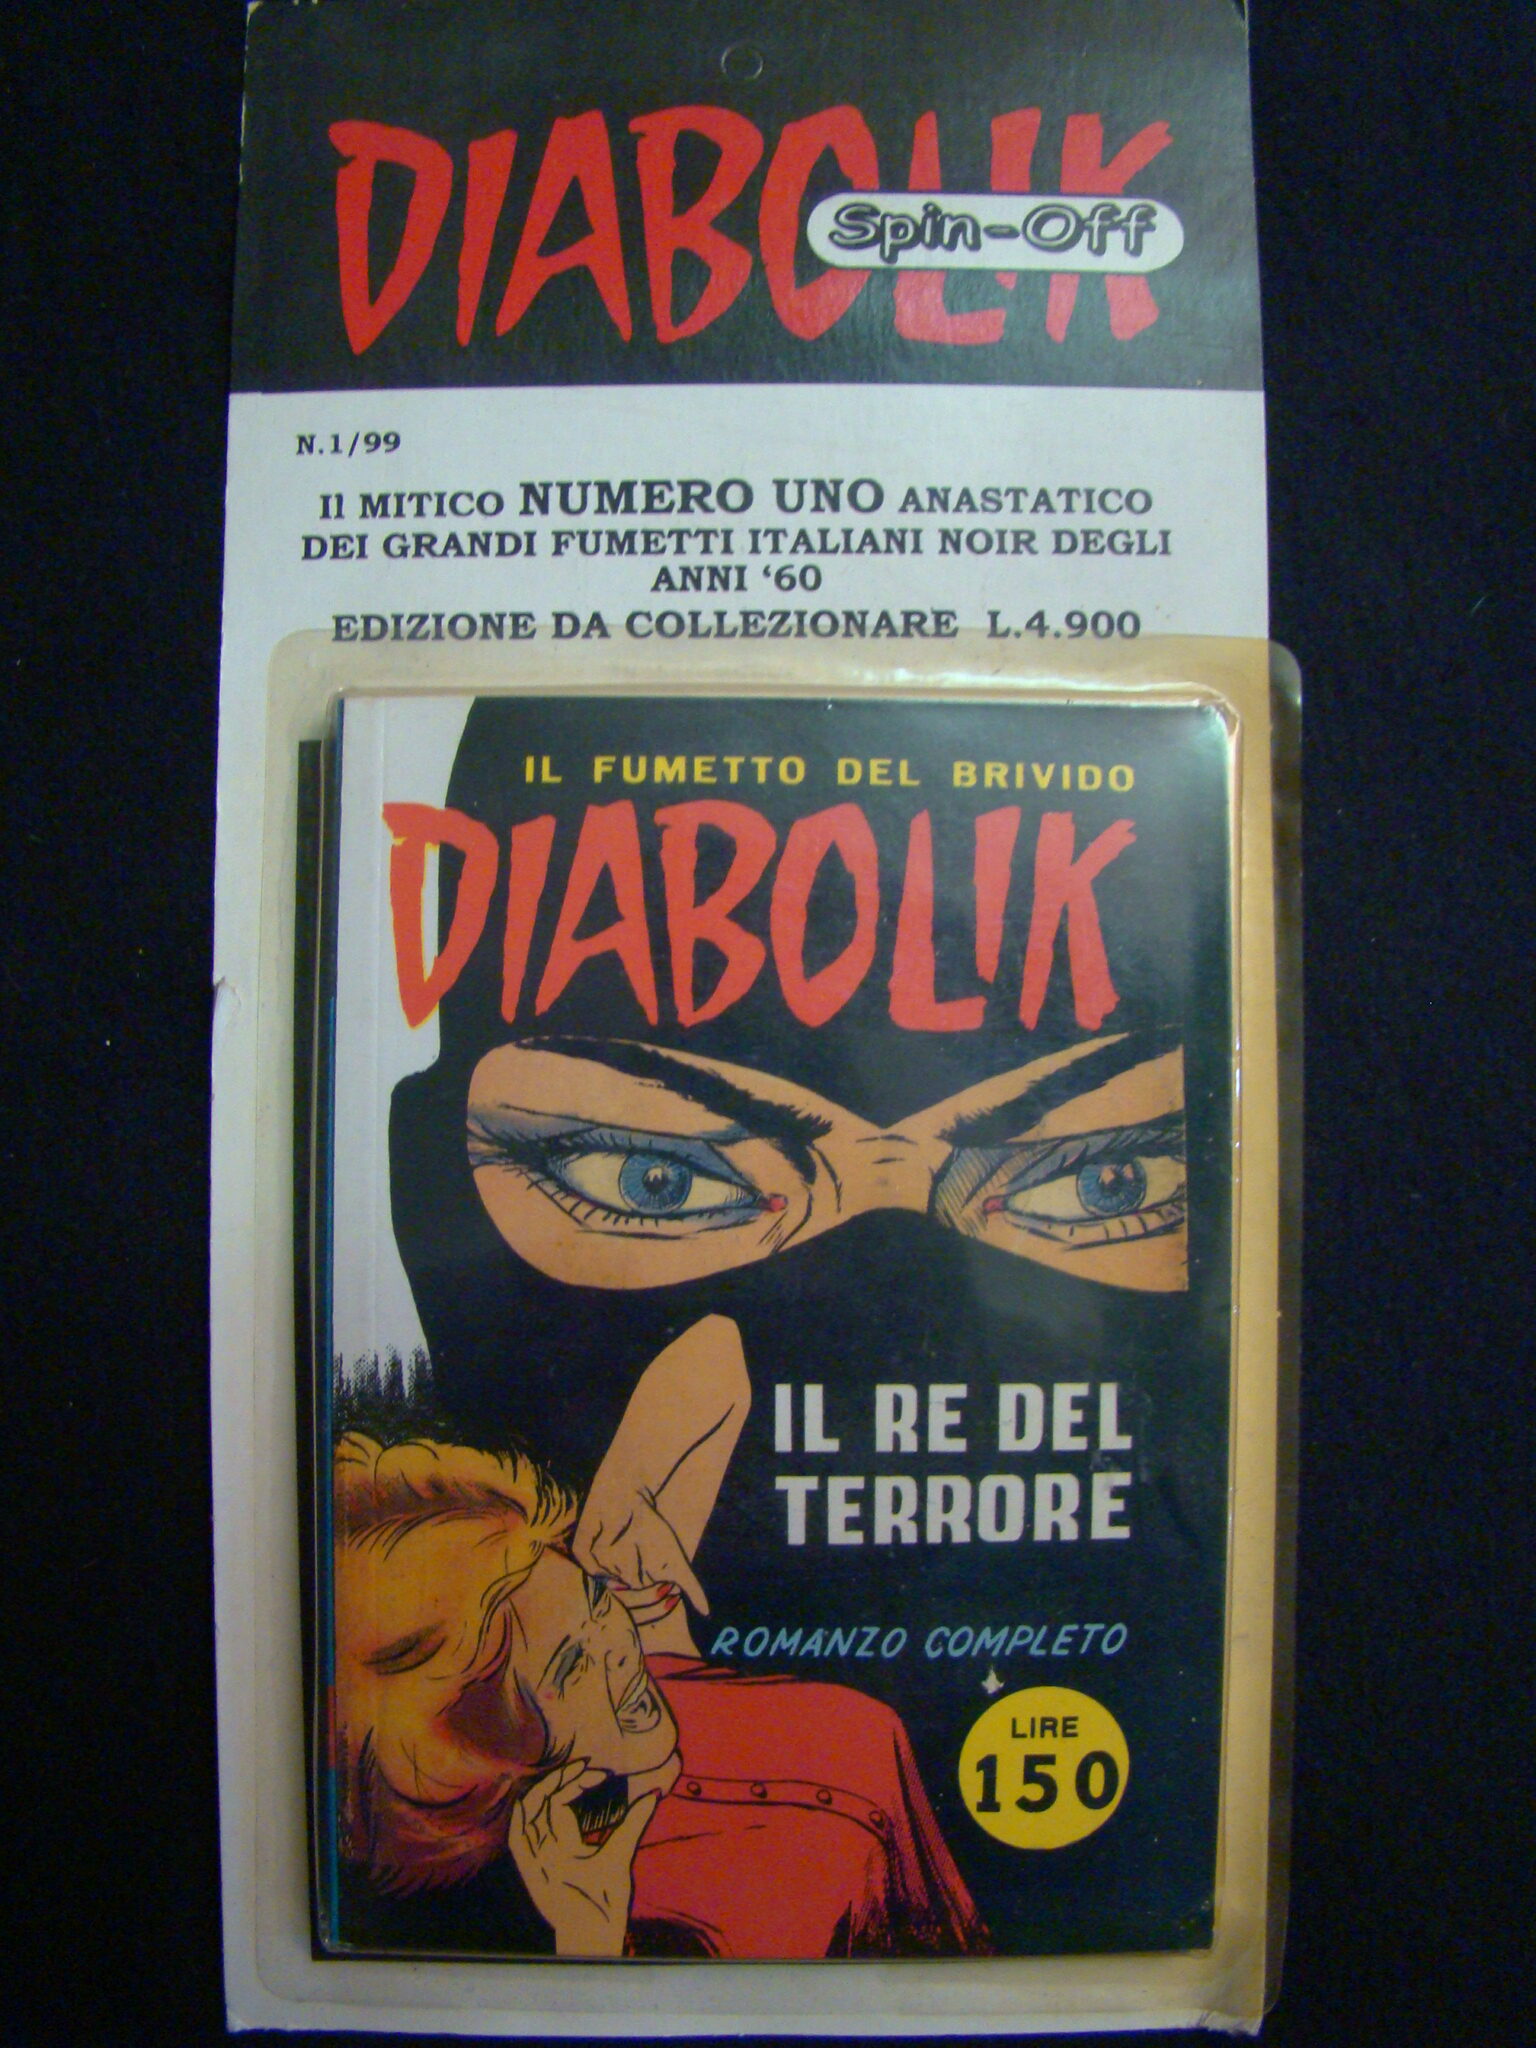 DIABOLIK
Spin-Off
N.1/99
Il MITICO NUMERO UNO ANASTATICO
DEI GRANDI FUMETTI ITALIANI NOIR DEGLI
ANNI ‘60
EDIZIONE DA COLLEZIONARE L.4.900
IL FUMETTO DEL BRIVIDO
DIABOLIK
IL RE DEL
TERRORE
ROMANZO COMPLETO
LIRE
150